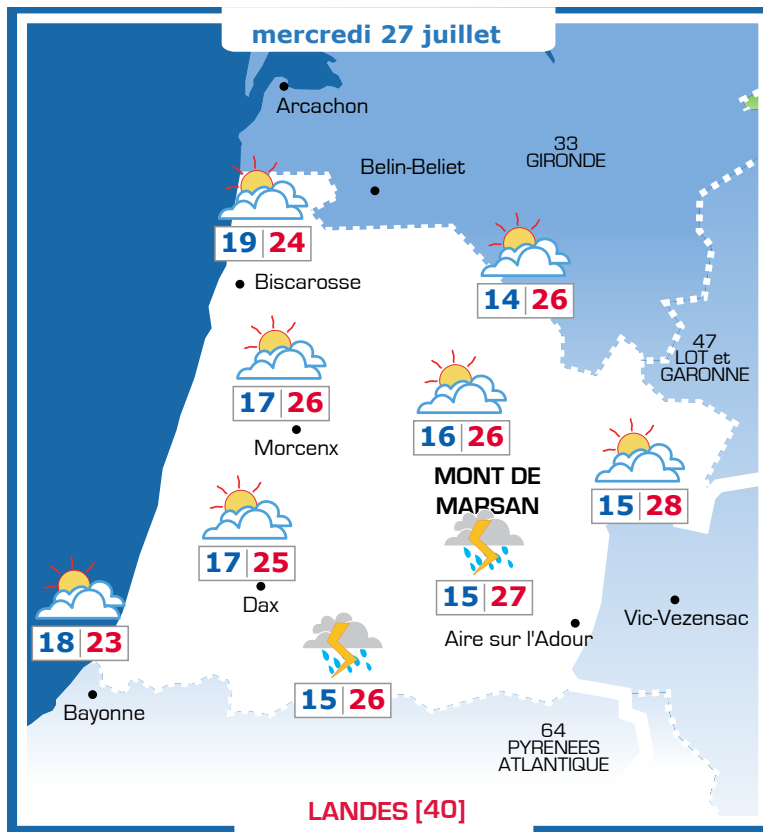 mercredi 27 juillet
Arcachon
33
GIRONDE
Belin-Beliet
19 24
Biscarosse
14 26
47
LOT et
GARONNE
17 26
Morcenx
16 26
MONT DE
MARSAN
15 28
17 25
Dax
15 27
Aire sur l'Adour
Vic-Vezensac
18 23
Bayonne
15 26
64
PYRENEES
ATLANTIQUE
LANDES [40]